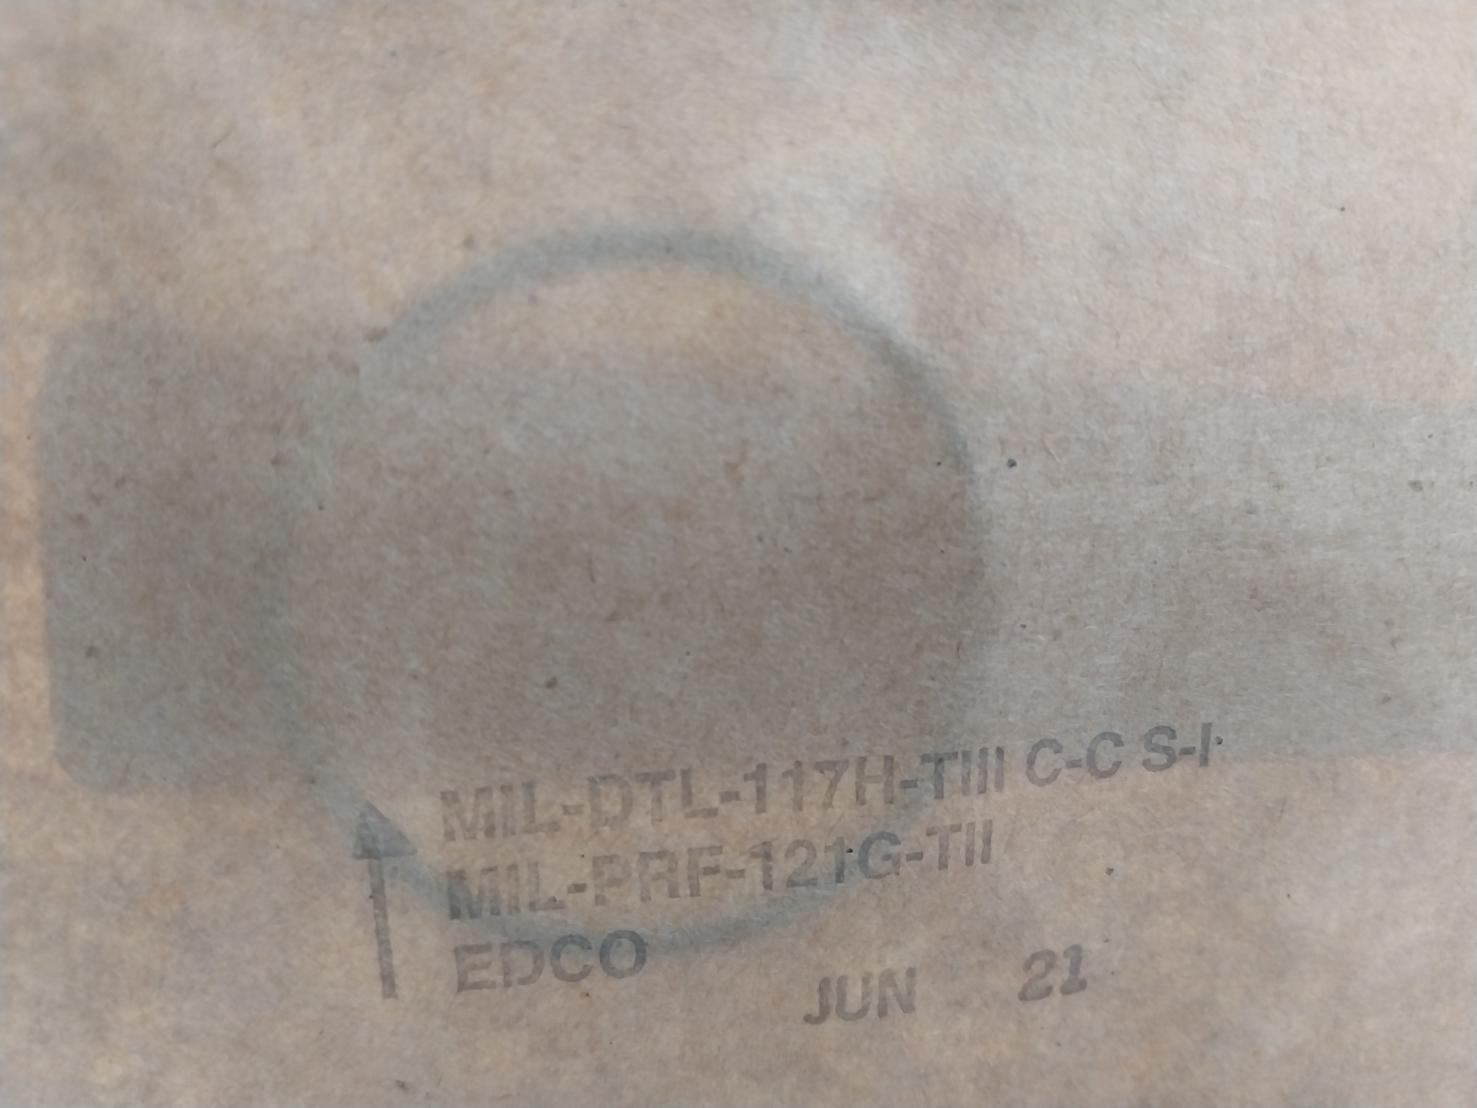 MIL-DTL-117H-TIII C-C S-I
MIL-PRF-121G-TII
EDCO
JUN 21